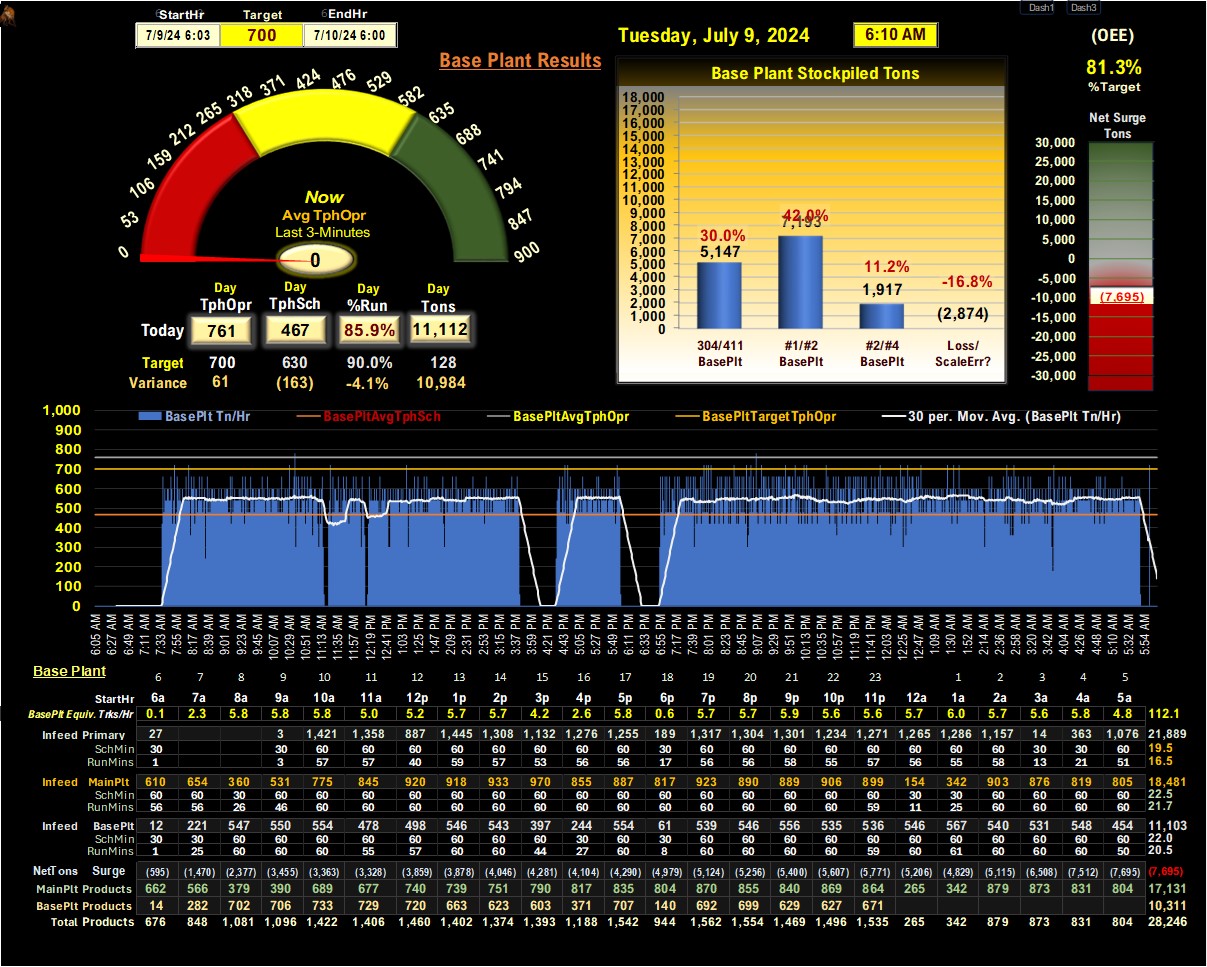 Dash1 Dash3
StartHr Target EndHr
7/9/24 6:03 700 7/10/24 6:00
Tuesday, July 9, 2024 6:10 AM
(OEE)
81.3%
%Target
Base Plant Results
0 53 106 159 212 265 318 371 424 476 529 582 635 688 741 794 847 900
Now
Avg TphOpr
Last 3-Minutes
0
Day Day Day Day
TphOpr TphSch %Run Tons
Today 761 467 85.9% 11,112
Target 700 630 90.0% 128
Variance 61 (163) -4.1% 10,984
Base Plant Stockpiled Tons
18,000
17,000
16,000
15,000
14,000
13,000
12,000
11,000
10,000
9,000
8,000
7,000
6,000
5,000
4,000
3,000
2,000
1,000
0
30.0% 42.0% 11.2% -16.8%
5,147 7,193 1,917 (2,874)
304/411 #1/#2 #2/#4 Loss/
BasePlt BasePlt BasePlt ScaleErr?
Net Surge
Tons
30,000
25,000
20,000
15,000
10,000
5,000
0
-5,000
-10,000
-15,000
-20,000
-25,000
-30,000
(7,695)
BasePlt Tn/Hr BasePltAvgTphSch BasePltAvgTphOpr BasePltTargetTphOpr 30 per. Mov. Avg. (BasePlt Tn/Hr)
1,000
900
800
700
600
500
400
300
200
100
0
6:05 AM 6:27 AM 6:49 AM 7:11 AM 7:33 AM 7:55 AM 8:17 AM 8:39 AM 9:01 AM 9:23 AM 9:45 AM 10:07 AM 10:29 AM 10:51 AM 11:13 AM 11:35 AM 11:57 AM 12:19 PM 12:41 PM 1:03 PM 1:25 PM 1:47 PM 2:09 PM 2:31 PM 2:53 PM 3:15 PM 3:37 PM 3:59 PM 4:21 PM 4:43 PM 5:05 PM 5:27 PM 5:49 PM 6:11 PM 6:33 PM 6:55 PM 7:17 PM 7:39 PM 8:01 PM 8:23 PM 8:45 PM 9:07 PM 9:29 PM 9:51 PM 10:13 PM 10:35 PM 10:57 PM 11:19 PM 11:41 PM 12:03 AM 12:25 AM 12:47 AM 1:09 AM 1:30 AM 1:52 AM 2:14 AM 2:36 AM 2:58 AM 3:20 AM 3:42 AM 4:04 AM 4:26 AM 4:48 AM 5:10 AM 5:32 AM 5:54 AM
Base Plant 6 7 8 9 10 11 12 13 14 15 16 17 18 19 20 21 22 23 1 2 3 4 5
StartHr 6a 7a 8a 9a 10a 11a 12p 1p 2p 3p 4p 5p 6p 7p 8p 9p 10p 11p 12a 1a 2a 3a 4a 5a
BasePlt Equiv. Trks/Hr 0.1 2.3 5.8 5.8 5.8 5.0 5.2 5.7 5.7 4.2 2.6 5.8 0.6 5.7 5.7 5.9 5.6 5.6 5.7 6.0 5.7 5.6 5.8 4.8 112.1
Infeed Primary 27 3 1,421 1,358 887 1,445 1,308 1,132 1,276 1,255 189 1,317 1,304 1,301 1,234 1,271 1,265 1,286 1,157 14 363 1,076 21,889
SchMin 30 30 60 60 60 60 60 60 60 60 30 60 60 60 60 60 60 60 60 30 30 60 19.5
RunMins 1 3 57 57 40 59 57 53 56 56 17 56 56 58 55 57 56 55 58 13 21 51 16.5
Infeed MainPlt 610 654 360 531 775 845 920 918 933 970 855 887 817 923 890 889 906 899 154 342 903 876 819 805 18,481
SchMin 60 60 30 60 60 60 60 60 60 60 60 60 60 60 60 60 60 60 30 30 60 60 60 60 22.5
RunMins 56 56 26 46 60 60 60 60 60 60 60 60 60 60 60 60 60 59 11 25 60 60 60 60 21.7
Infeed BasePlt 12 221 547 550 554 478 498 546 543 397 244 554 61 539 546 556 535 536 546 567 540 531 548 454 11,103
SchMin 30 30 60 60 60 60 60 60 60 60 30 60 30 60 60 60 60 60 60 60 60 60 60 60 22.0
RunMins 1 25 60 60 60 55 57 60 60 44 27 60 8 60 60 60 60 59 60 61 60 60 60 50 20.5
NetTons Surge (595) (1,470) (2,377) (3,455) (3,363) (3,328) (3,859) (3,878) (4,046) (4,281) (4,104) (4,290) (4,979) (5,124) (5,256) (5,400) (5,607) (5,771) (5,206) (4,829) (5,115) (6,508) (7,512) (7,695) (7,695)
MainPlt Products 662 566 379 390 689 677 740 739 751 790 817 835 804 870 855 840 869 864 265 342 879 873 831 804 17,131
BasePlt Products 14 282 702 706 733 729 720 663 623 603 371 707 140 692 699 629 627 671 10,311
Total Products 676 848 1,081 1,096 1,422 1,406 1,460 1,402 1,374 1,393 1,188 1,542 944 1,562 1,554 1,469 1,496 1,535 265 342 879 873 831 804 28,246